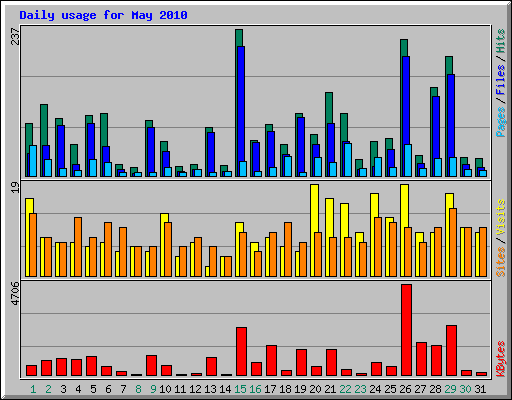 Daily usage for May 2010
237
Pages / Files / Hits
19
Sites / Visits
4706
KBytes
1 2 3 4 5 6 7 8 9 10 11 12 13 14 15 16 17 18 19 20 21 22 23 24 25 26 27 28 29 30 31